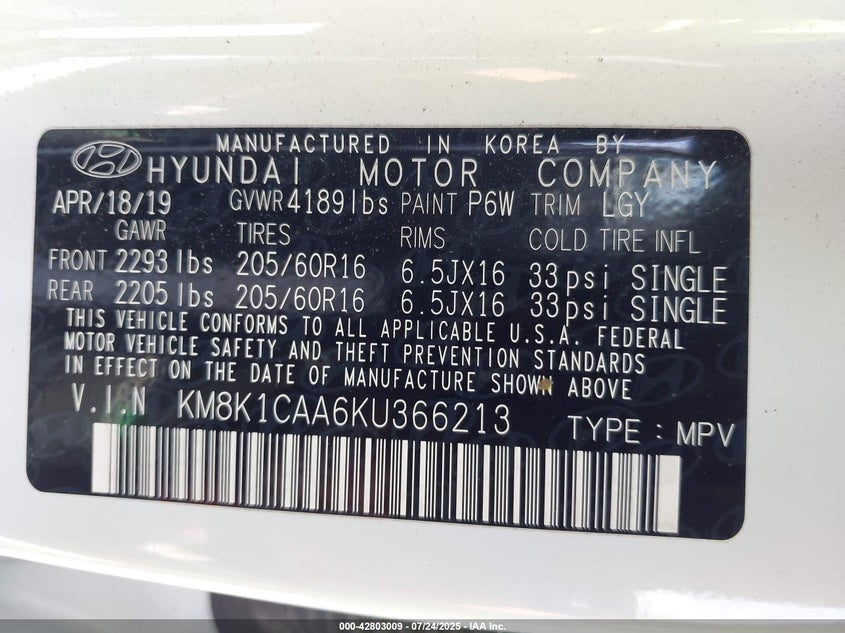 MANUFACTURED IN KOREA BY
HYUNDAI MOTOR COMPANY
APR/18/19 GVWR 4189 lbs PAINT P6W TRIM LGY
GAWR TIRES RIMS COLD TIRE INFL
FRONT 2293 lbs 205/60R16 6.5JX16 33 psi SINGLE
REAR 2205 lbs 205/60R16 6.5JX16 33 psi SINGLE
THIS VEHICLE CONFORMS TO ALL APPLICABLE U.S.A. FEDERAL
MOTOR VEHICLE SAFETY AND THEFT PREVENTION STANDARDS
IN EFFECT ON THE DATE OF MANUFACTURE SHOWN ABOVE
V.I.N KM8K1CAA6KU366213 TYPE : MPV
000-42803009 - 07/24/2025 - IAA Inc.